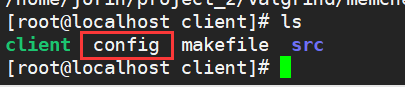 [root@localhost client]# ls
client config makefile src
[root@localhost client]#